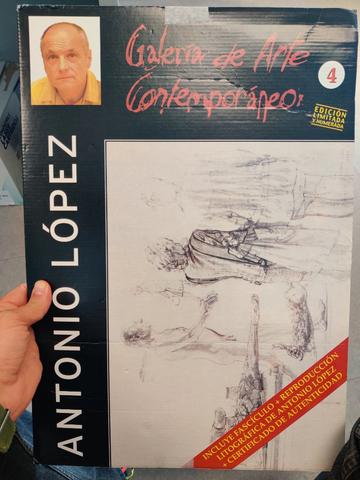 Galería de Arte
Contemporáneo
4
EDICIÓN
LIMITADA
Y NUMERADA
ANTONIO LÓPEZ
INCLUYE FASCÍCULO + REPRODUCCIÓN
LITOGRÁFICA DE ANTONIO LÓPEZ
+ CERTIFICADO DE AUTENTICIDAD